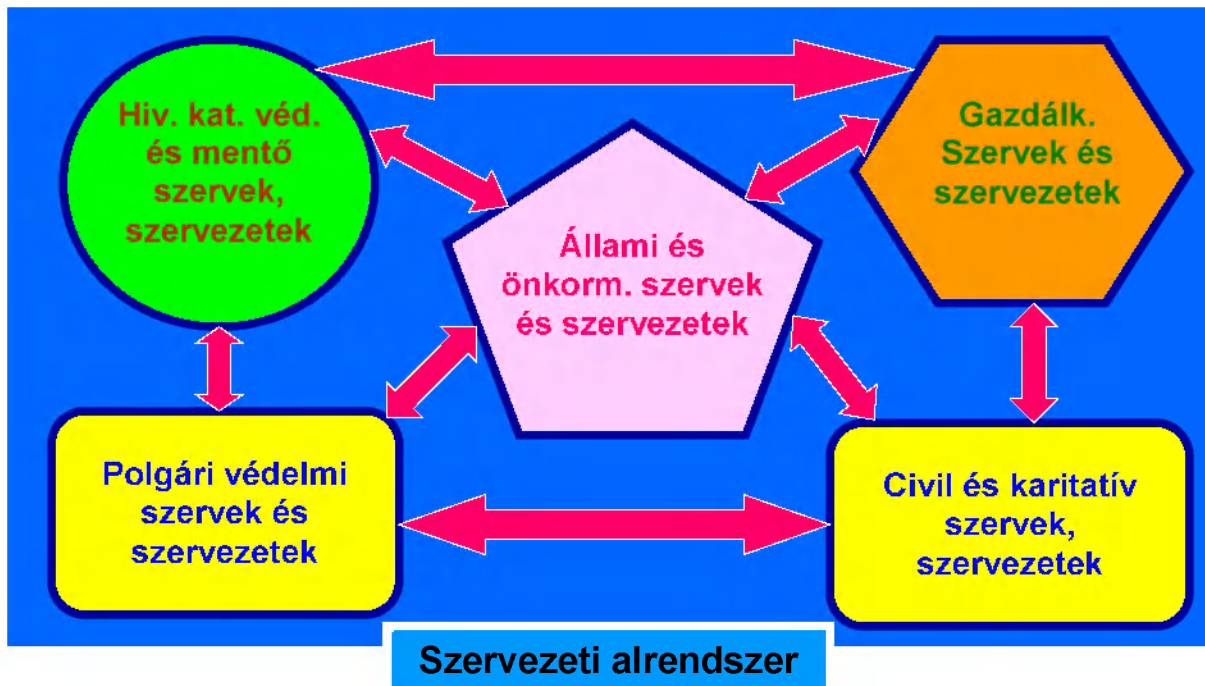 Hiv. kat. véd.
és mentő
szervek,
szervezetek
Gazdálk.
Szervek és
szervezetek
Állami és
önkorm. szervek
és szervezetek
Polgári védelmi
szervek és
szervezetek
Civil és karitatív
szervek,
szervezetek
Szervezeti alrendszer